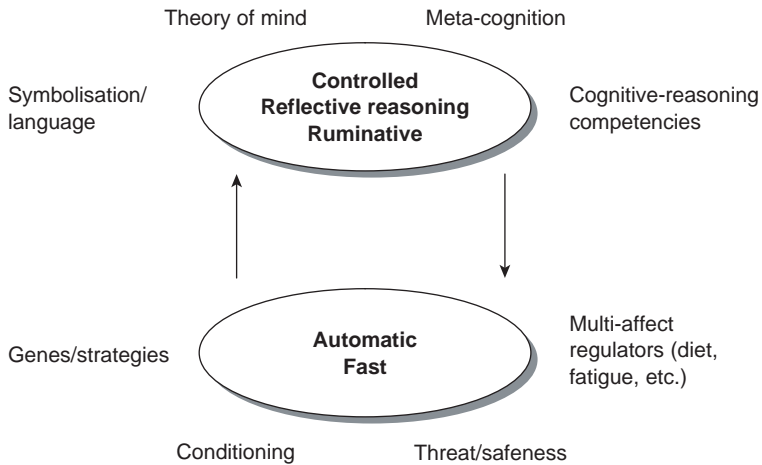 Theory of mind
Meta-cognition
Symbolisation/
language
Controlled
Reflective reasoning
Ruminative
Cognitive-reasoning
competencies
Genes/strategies
Automatic
Fast
Multi-affect
regulators (diet,
fatigue, etc.)
Conditioning
Threat/safeness